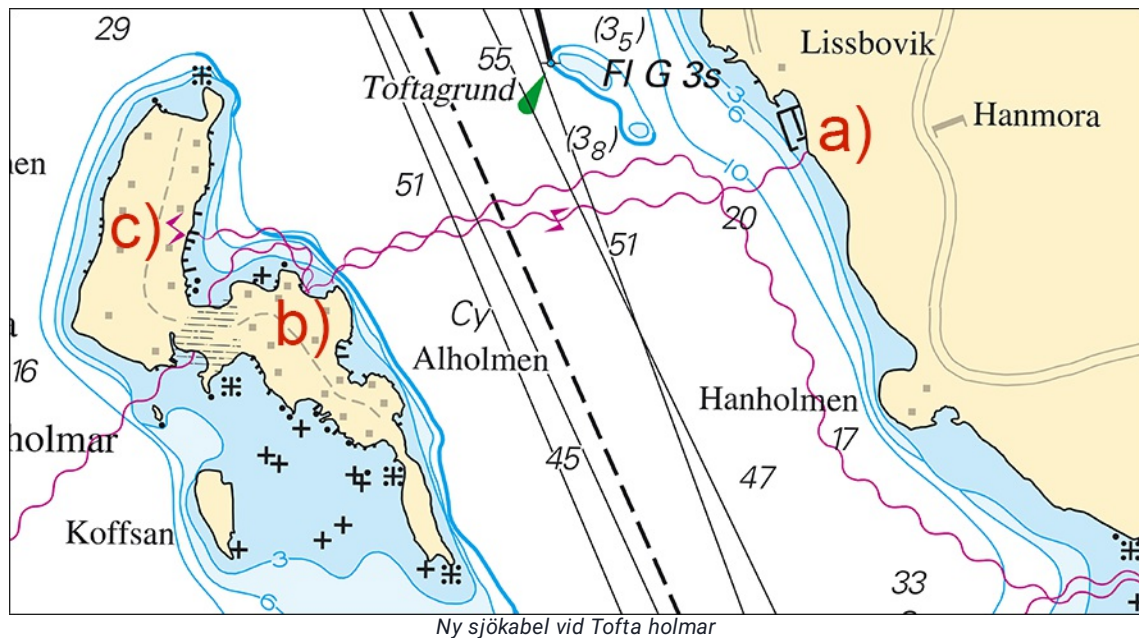 29
(3₅)
Lissbovik
55
Fl G 3s
Toftagrund
3
6
Hanmora
a)
(3₈)
10
51
20
c)
51
b)
Cy
Alholmen
16
Hanholmen
17
holmar
45
47
Koffsan
3
6
33
Ny sjökabel vid Tofta holmar